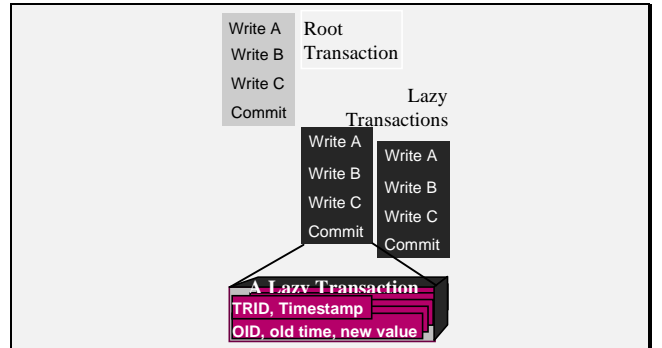 Write A
Write B
Write C
Commit
Root
Transaction
Lazy
Transactions
Write A
Write B
Write C
Commit
Write A
Write B
Write C
Commit
A Lazy Transaction
TRID, Timestamp
OID, old time, new value